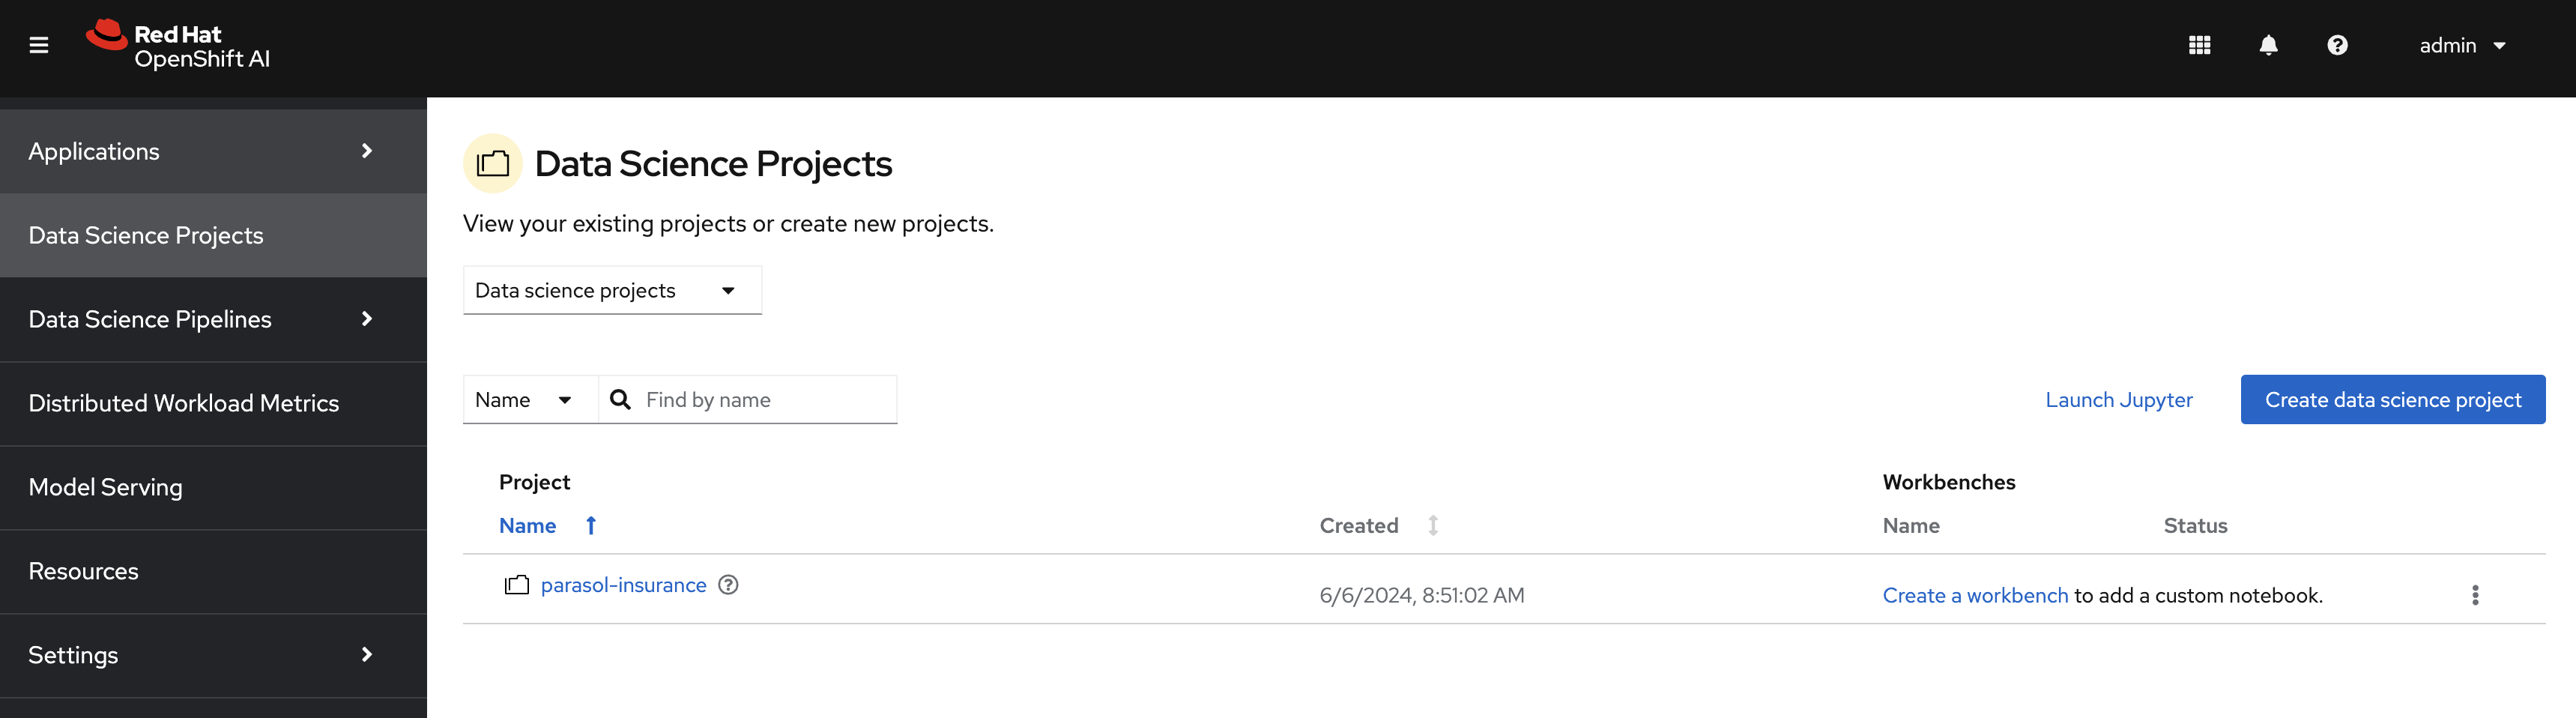 Red Hat
OpenShift AI
admin
Applications
Data Science Projects
Data Science Pipelines
Distributed Workload Metrics
Model Serving
Resources
Settings
Data Science Projects
View your existing projects or create new projects.
Data science projects
Name
Find by name
Launch Jupyter
Create data science project
Project
Workbenches
Name
Created
Name
Status
parasol-insurance
6/6/2024, 8:51:02 AM
Create a workbench to add a custom notebook.